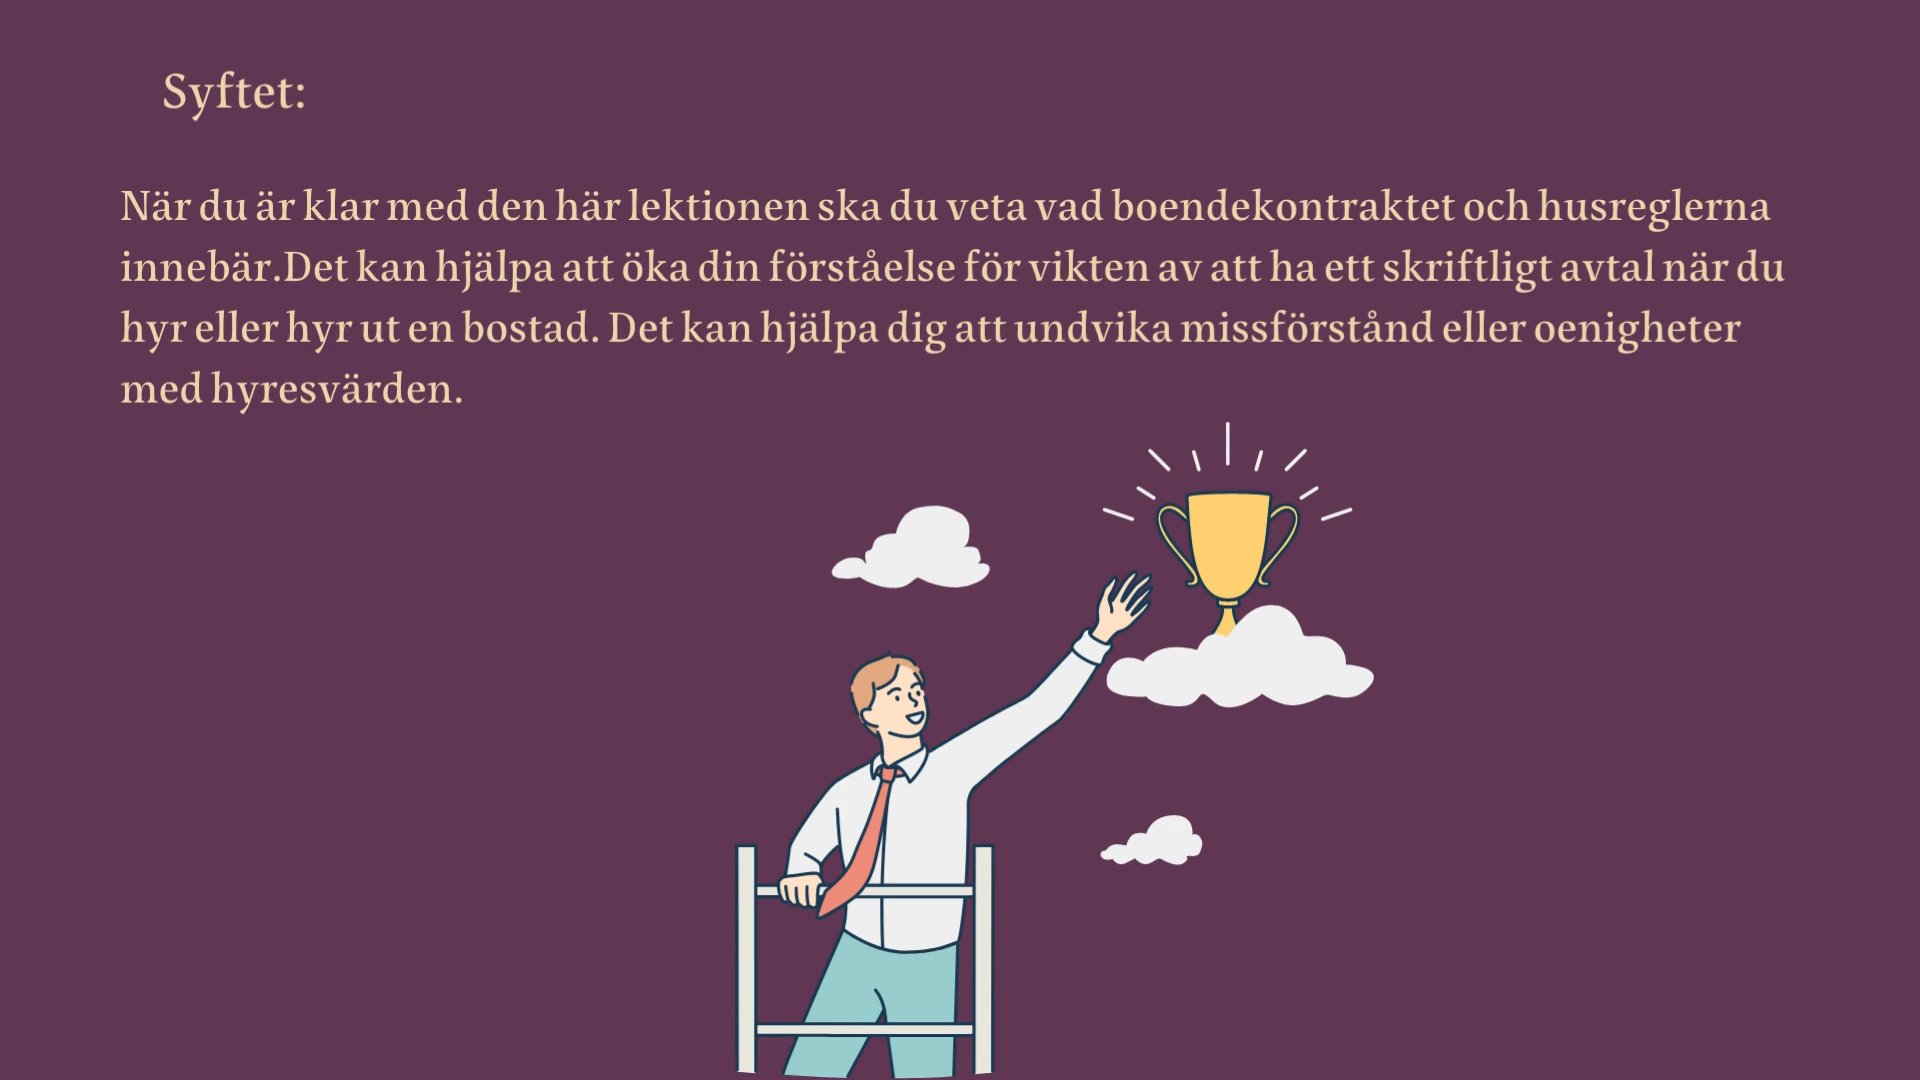 Syftet:
När du är klar med den här lektionen ska du veta vad boendekontraktet och husreglerna
innebär.Det kan hjälpa att öka din förståelse för vikten av att ha ett skriftligt avtal när du
hyr eller hyr ut en bostad. Det kan hjälpa dig att undvika missförstånd eller oenigheter
med hyresvärden.